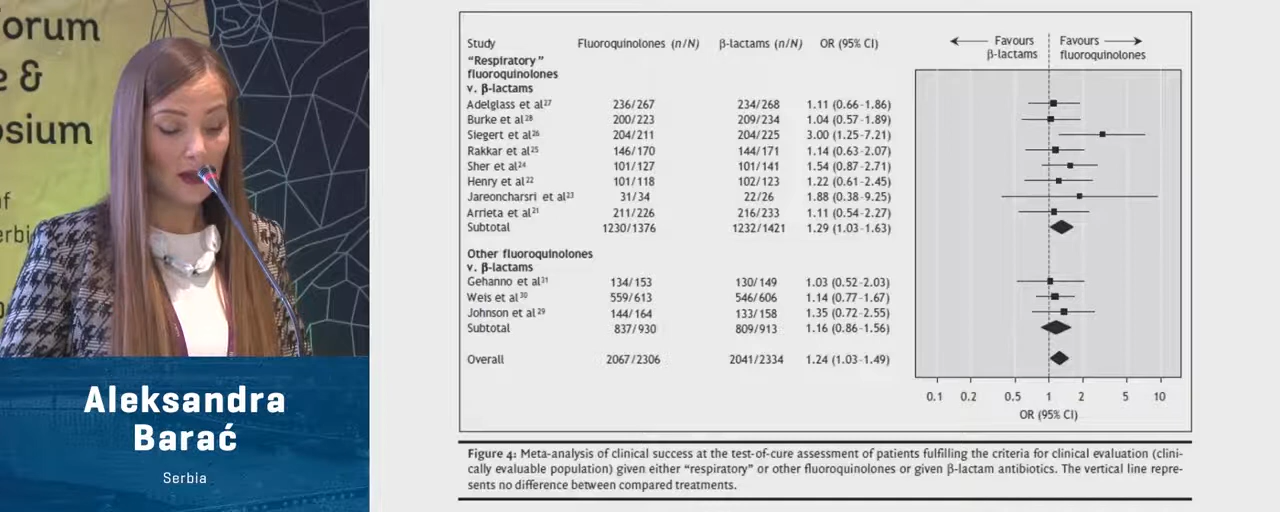 orum
e &
osium
of
erbi
Aleksandra
Barać
Serbia
Study Fluoroquinolones (n/N) β-lactams (n/N) OR (95% CI)
← Favours β-lactams
Favours → fluoroquinolones
“Respiratory”
fluoroquinolones
v. β-lactams
Adelglass et al27 236/267 234/268 1.11 (0.66-1.86)
Burke et al28 200/223 209/234 1.04 (0.57-1.89)
Siegert et al26 204/211 204/225 3.00 (1.25-7.21)
Rakkar et al25 146/170 144/171 1.14 (0.63-2.07)
Sher et al24 101/127 101/141 1.54 (0.87-2.71)
Henry et al22 101/118 102/123 1.22 (0.61-2.45)
Jareoncharsri et al23 31/34 22/26 1.88 (0.38-9.25)
Arrieta et al21 211/226 216/233 1.11 (0.54-2.27)
Subtotal 1230/1376 1232/1421 1.29 (1.03-1.63)
Other fluoroquinolones
v. β-lactams
Gehanno et al31 134/153 130/149 1.03 (0.52-2.03)
Weis et al30 559/613 546/606 1.14 (0.77-1.67)
Johnson et al29 144/164 133/158 1.35 (0.72-2.55)
Subtotal 837/930 809/913 1.16 (0.86-1.56)
Overall 2067/2306 2041/2334 1.24 (1.03-1.49)
0.1 0.2 0.5 1 2 5 10
OR (95% CI)
Figure 4: Meta-analysis of clinical success at the test-of-cure assessment of patients fulfilling the criteria for clinical evaluation (clini-
cally evaluable population) given either “respiratory” or other fluoroquinolones or given β-lactam antibiotics. The vertical line repre-
sents no difference between compared treatments.